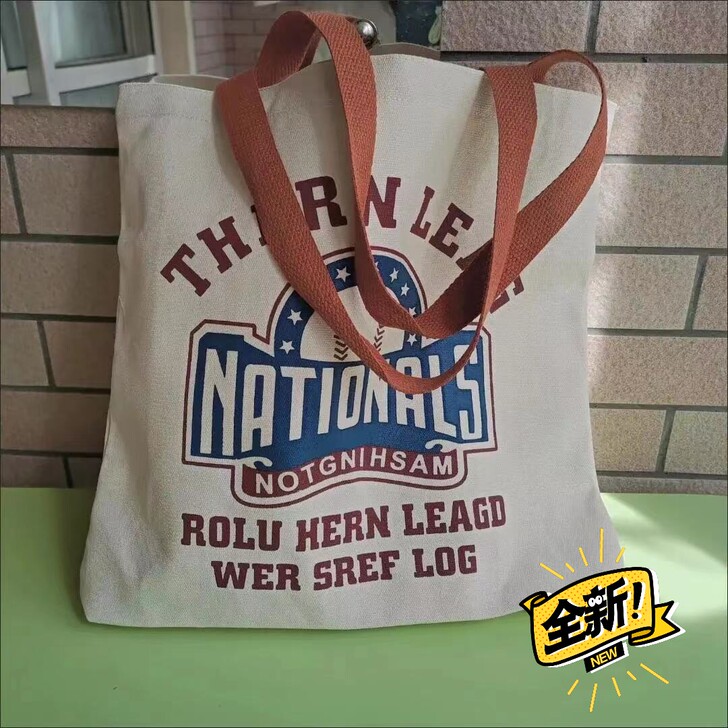 NATIONALS
NOTGNIHSAM
ROLU HERN LEAGD
WER SREF LOG
全新!
NEW